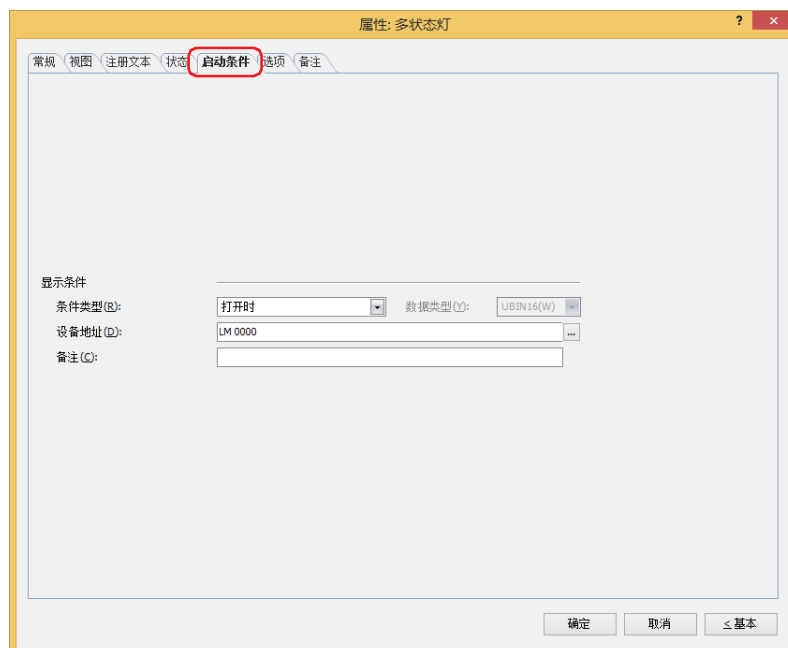 属性: 多状态灯 ? ×
常规 视图 注册文本 状态 启动条件 选项 备注
显示条件
条件类型(R): 打开时 数据类型(Y): UBIN16(W)
设备地址(D): LM 0000 ...
备注(C):
确定 取消 ≤基本